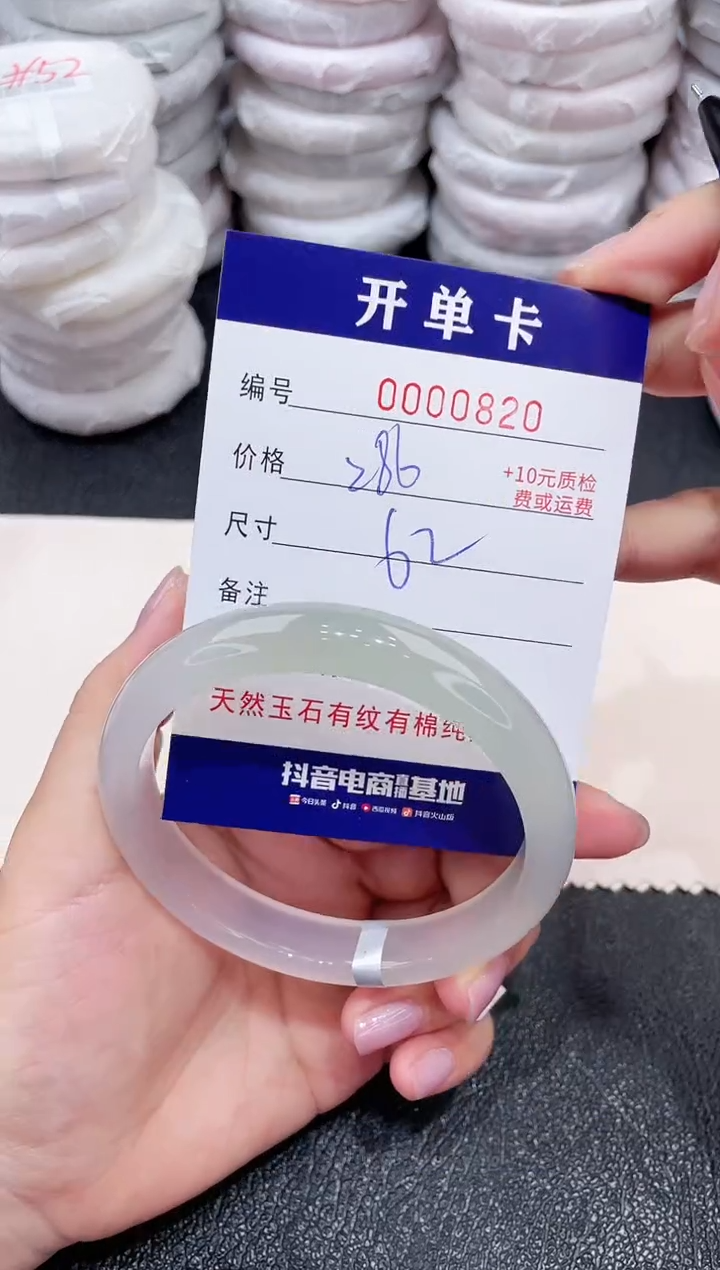 #52
开单卡
编号 0000820
价格 286 +10元质检
费或运费
尺寸 62
备注
天然玉石有纹有棉纯
抖音电商直播基地
今日头条 抖音 西瓜视频 抖音火山版